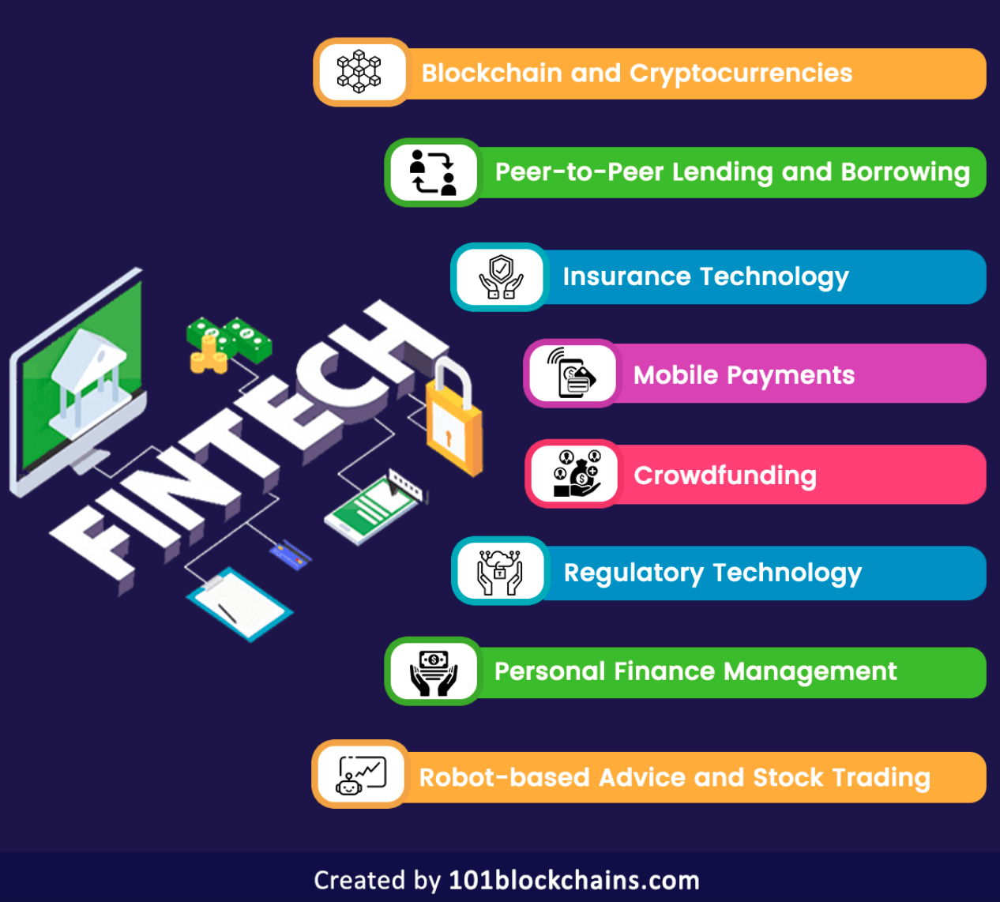 Blockchain and Cryptocurrencies
Peer-to-Peer Lending and Borrowing
Insurance Technology
Mobile Payments
Crowdfunding
Regulatory Technology
Personal Finance Management
Robot-based Advice and Stock Trading
FINTECH
Created by 101blockchains.com